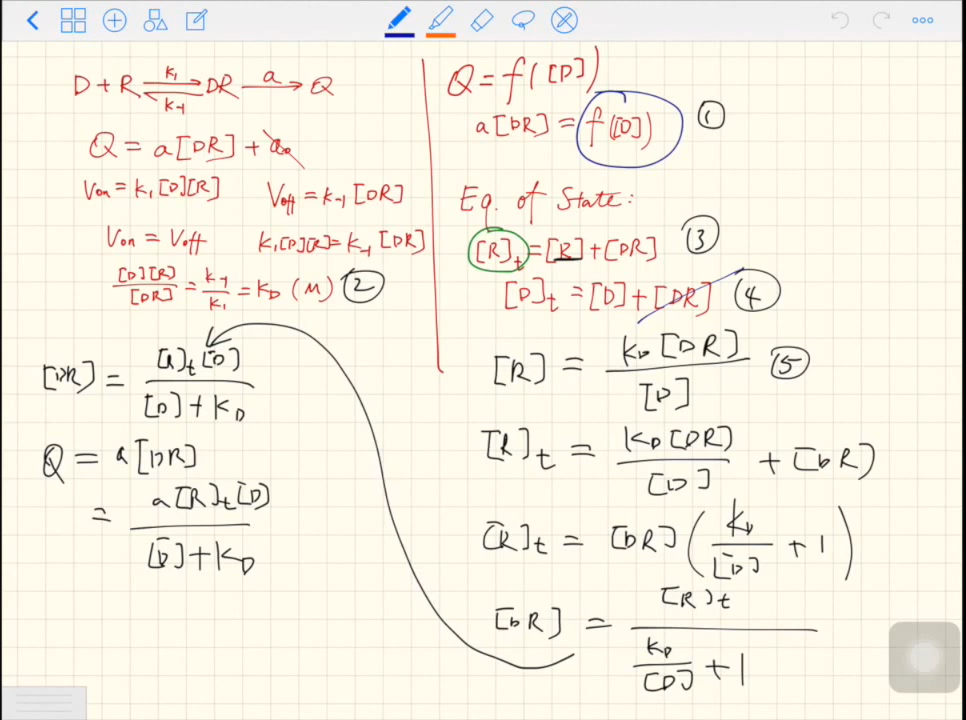 D + R ⇌ DR → Q
k₁ a
k₋₁
Q = a[DR] + a₀
Von = k₁[D][R] Voff = k₋₁[DR]
Von = Voff k₁[D][R] = k₋₁[DR]
[D][R]/[DR] = k₋₁/k₁ = KD (M) ②
[DR] = [R]t[D] / ([D] + KD)
Q = a[DR]
= a[R]t[D] / ([D] + KD)
Q = f([D])
a[DR] = f([D]) ①
Eq. of State:
[R]t = [R] + [DR] ③
[D]t = [D] + [DR] ④
[R] = KD[DR] / [D] ⑤
[R]t = KD[DR] / [D] + [DR]
[R]t = [DR] (KD/[D] + 1)
[DR] = [R]t / (KD/[D] + 1)